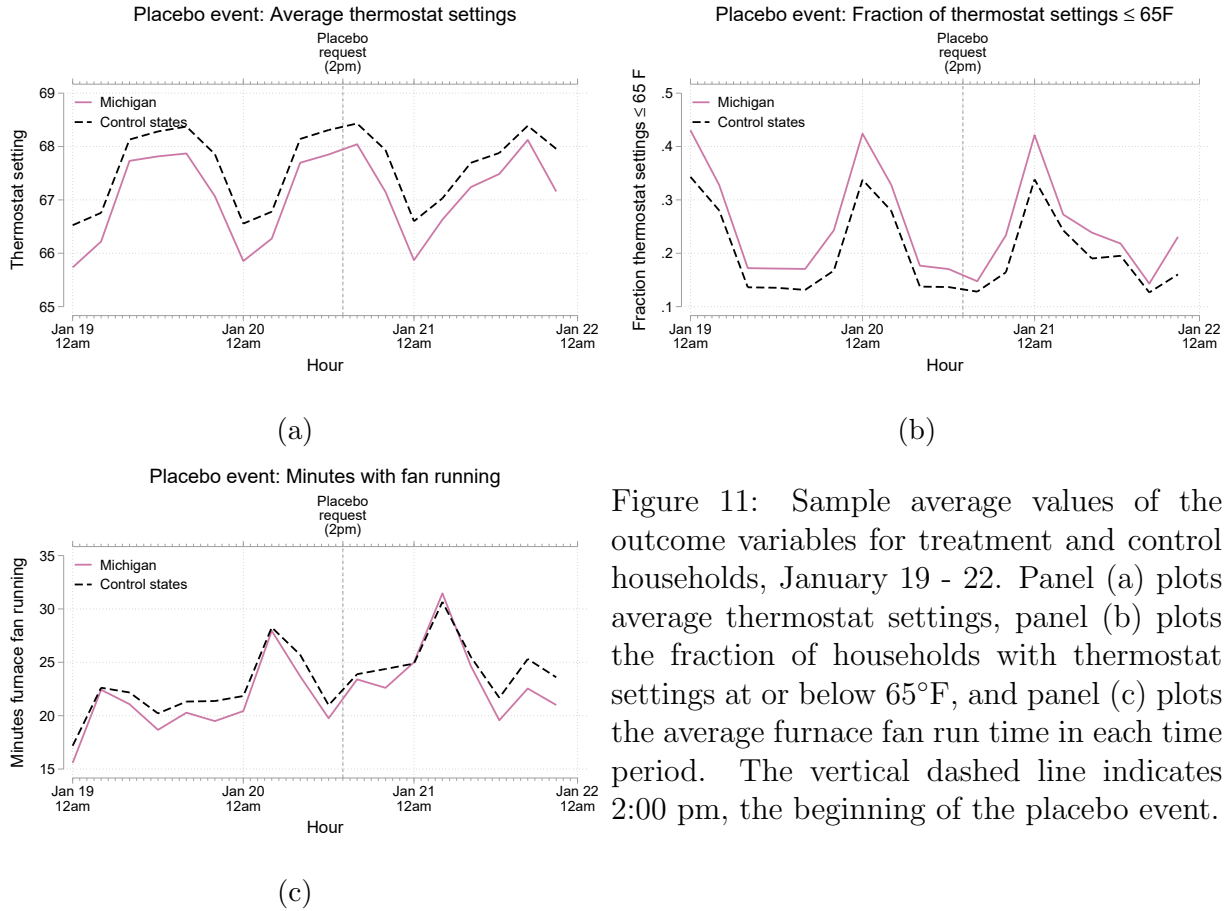 Placebo event: Average thermostat settings
Placebo
request
(2pm)
Thermostat setting
69
68
67
66
65
Michigan
Control states
Jan 19
12am
Jan 20
12am
Jan 21
12am
Jan 22
12am
Hour
(a)
Placebo event: Fraction of thermostat settings ≤ 65F
Placebo
request
(2pm)
Fraction thermostat settings ≤ 65 F
.5
.4
.3
.2
.1
Michigan
Control states
Jan 19
12am
Jan 20
12am
Jan 21
12am
Jan 22
12am
Hour
(b)
Placebo event: Minutes with fan running
Placebo
request
(2pm)
Minutes furnace fan running
35
30
25
20
15
Michigan
Control states
Jan 19
12am
Jan 20
12am
Jan 21
12am
Jan 22
12am
Hour
(c)
Figure 11: Sample average values of the
outcome variables for treatment and control
households, January 19 - 22. Panel (a) plots
average thermostat settings, panel (b) plots
the fraction of households with thermostat
settings at or below 65°F, and panel (c) plots
the average furnace fan run time in each time
period. The vertical dashed line indicates
2:00 pm, the beginning of the placebo event.